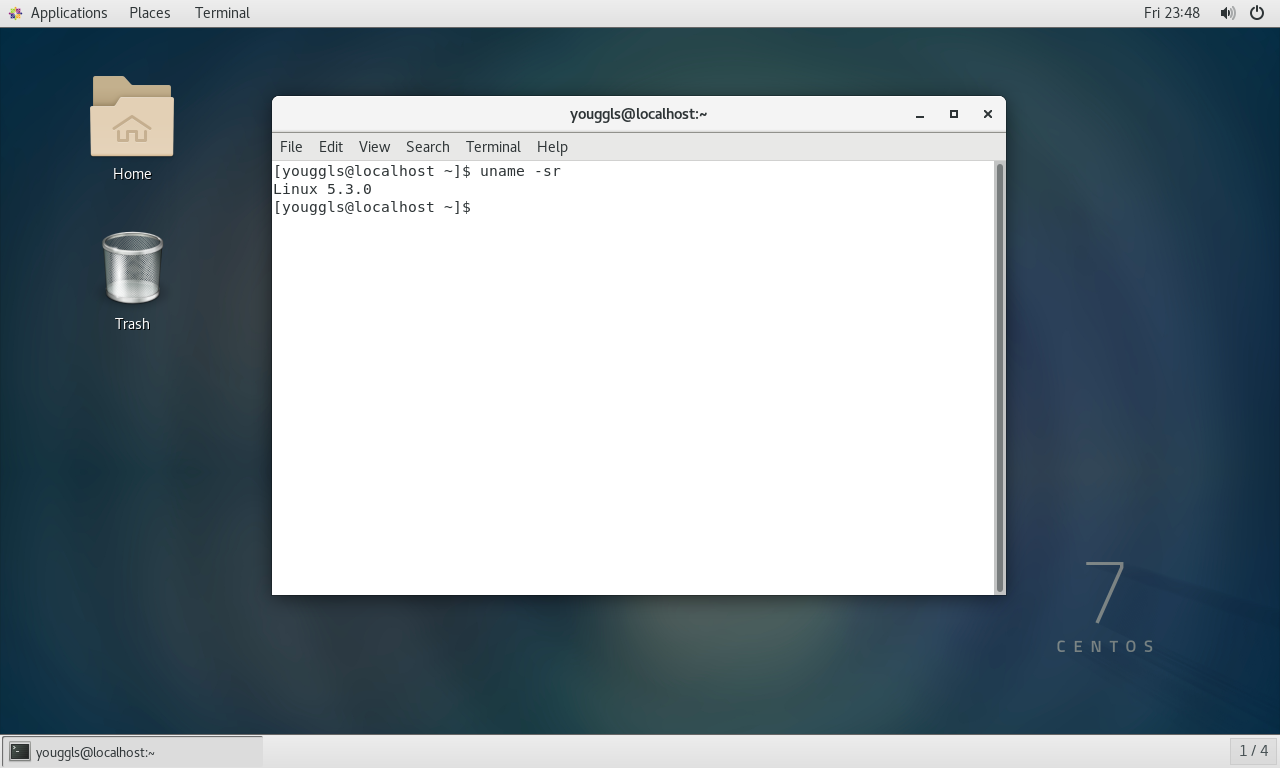 Applications Places Terminal Fri 23:48
Home
Trash
youggls@localhost:~
File Edit View Search Terminal Help
[youggls@localhost ~]$ uname -sr
Linux 5.3.0
[youggls@localhost ~]$
7
CENTOS
youggls@localhost:~ 1 / 4